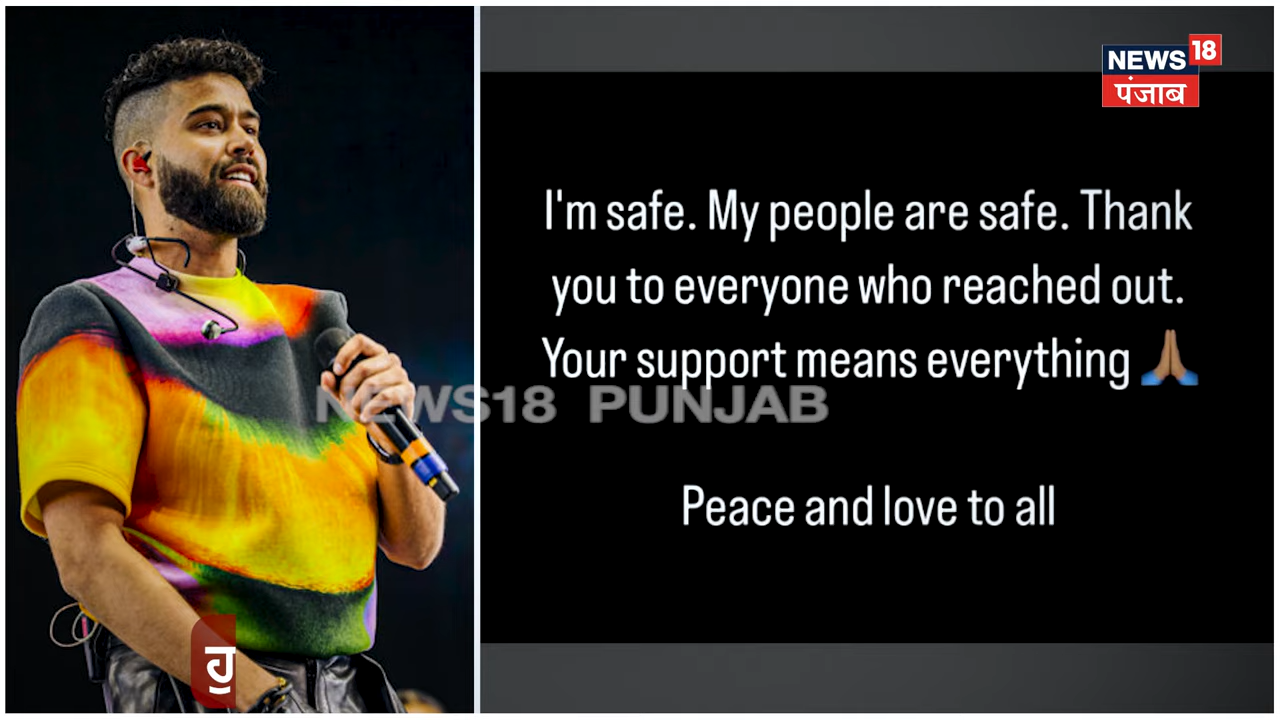 NEWS 18
पंजाब
I'm safe. My people are safe. Thank
you to everyone who reached out.
Your support means everything 🙏🏽
NEWS18 PUNJAB
Peace and love to all